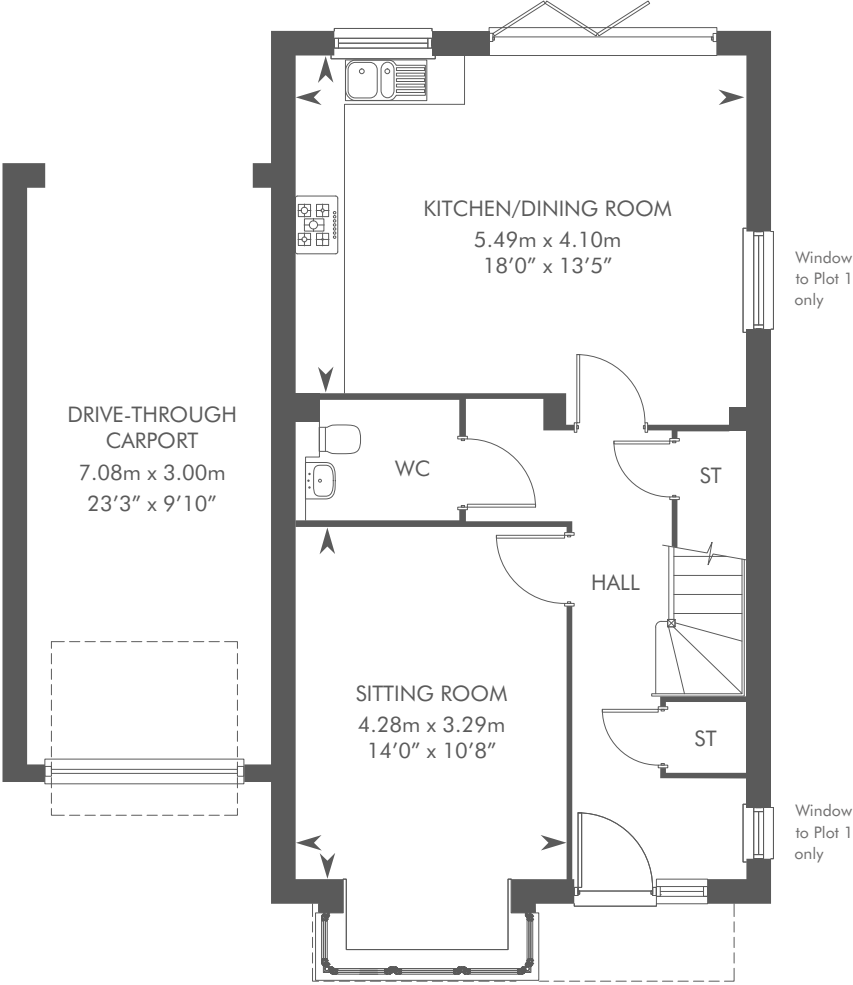 KITCHEN/DINING ROOM
5.49m x 4.10m
18’0” x 13’5”
Window
to Plot 1
only
DRIVE-THROUGH
CARPORT
7.08m x 3.00m
23’3” x 9’10”
WC
ST
HALL
SITTING ROOM
4.28m x 3.29m
14’0” x 10’8”
ST
Window
to Plot 1
only